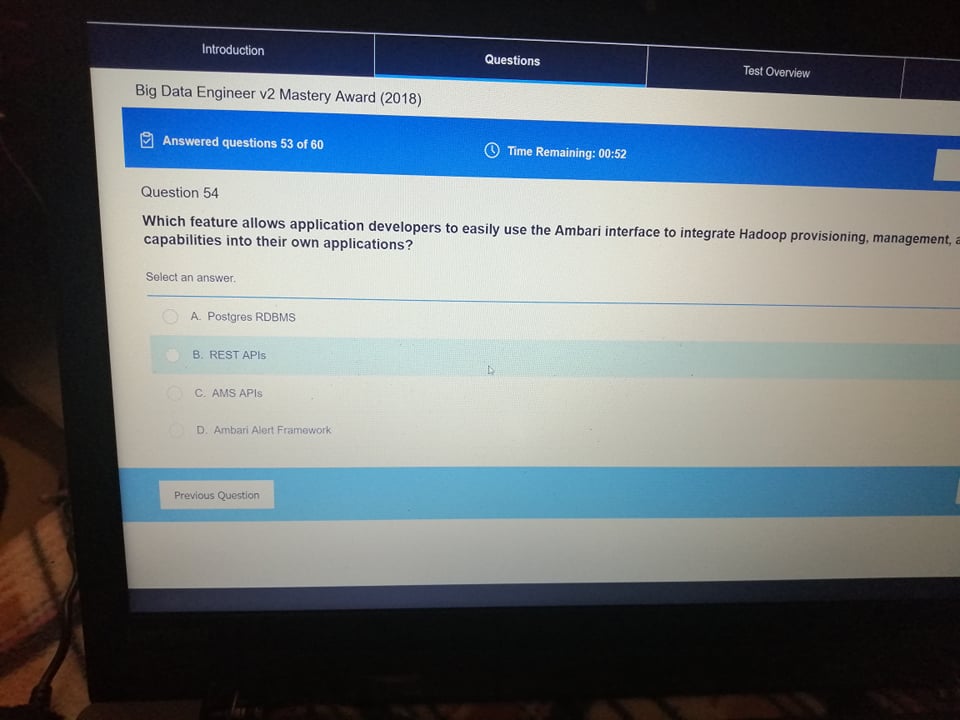 Introduction
Questions
Test Overview
Big Data Engineer v2 Mastery Award (2018)
Answered questions 53 of 60
Time Remaining: 00:52
Question 54
Which feature allows application developers to easily use the Ambari interface to integrate Hadoop provisioning, management,
capabilities into their own applications?
Select an answer.
A. Postgres RDBMS
B. REST APIs
C. AMS APIs
D. Ambari Alert Framework
Previous Question